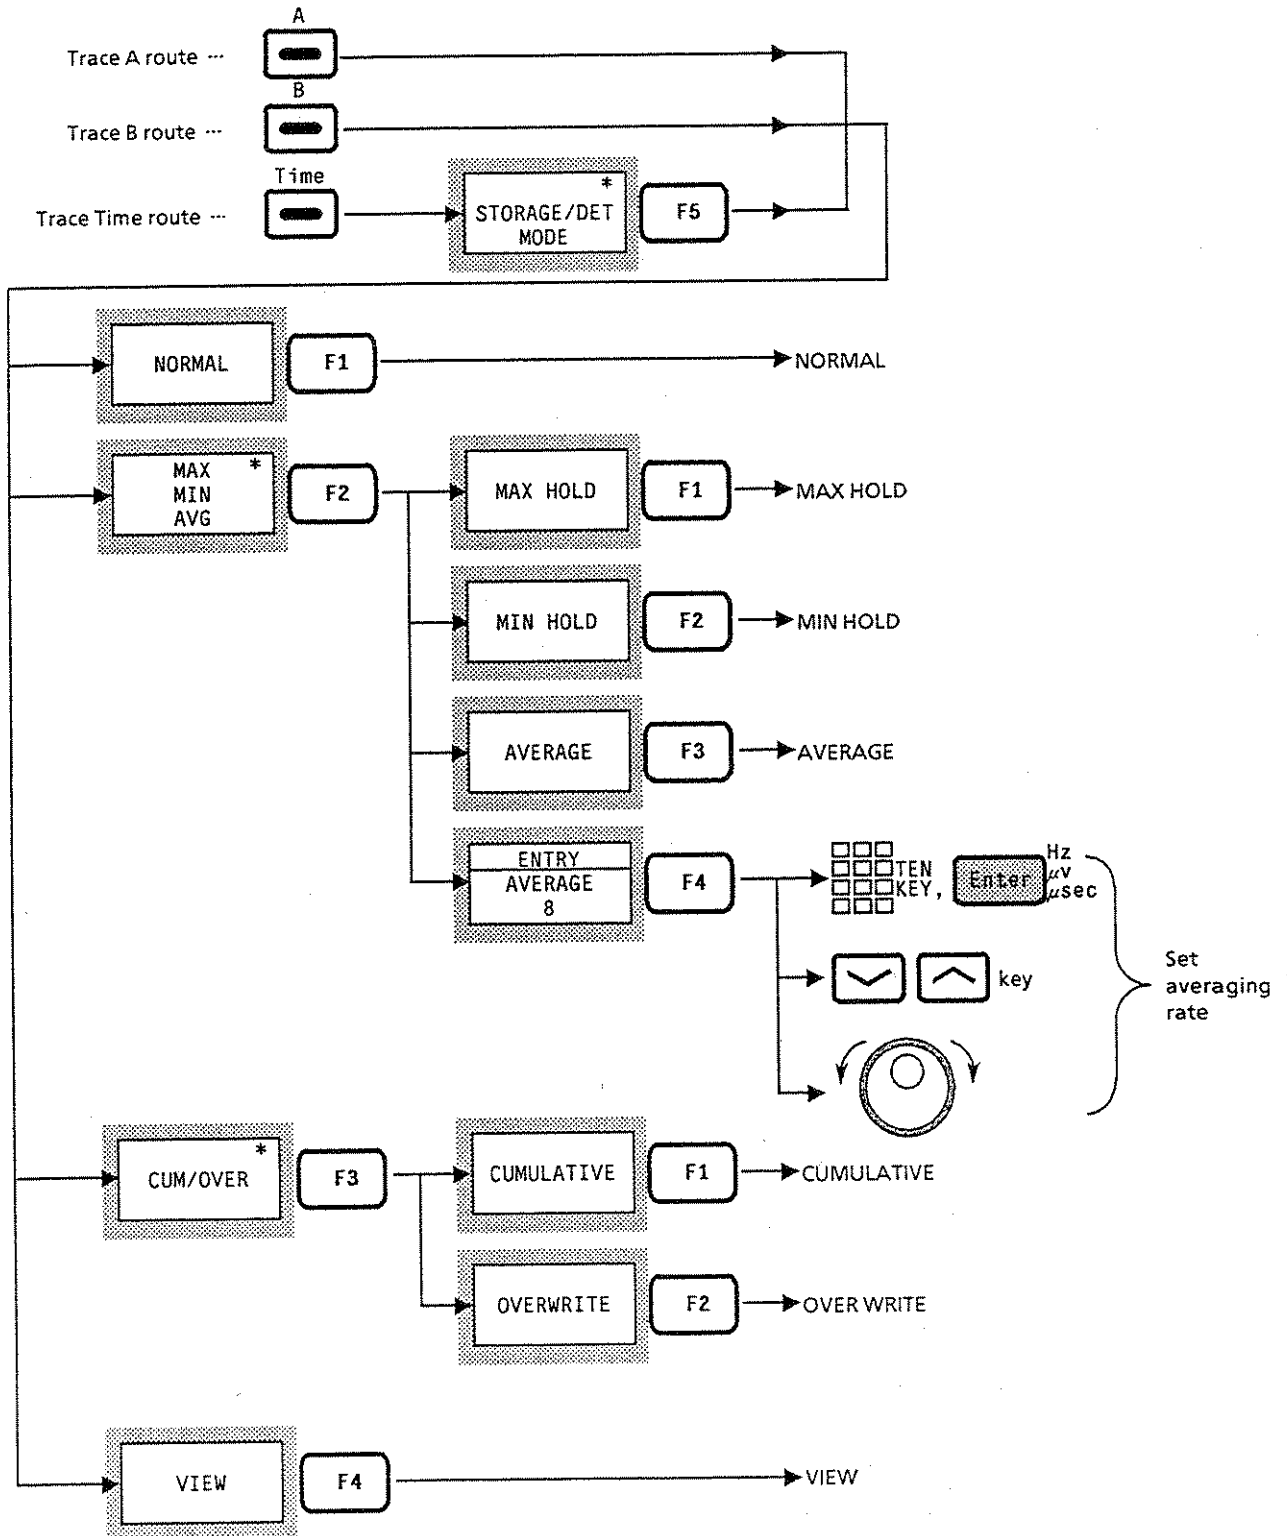 A
Trace A route ···
B
Trace B route ···
Time
Trace Time route ···
*
STORAGE/DET
MODE
F5
NORMAL
F1
NORMAL
MAX *
MIN
AVG
F2
MAX HOLD
F1
MAX HOLD
MIN HOLD
F2
MIN HOLD
AVERAGE
F3
AVERAGE
ENTRY
AVERAGE
8
F4
TEN
KEY,
Enter
Hz
μv
μsec
key
Set
averaging
rate
*
CUM/OVER
F3
CUMULATIVE
F1
CUMULATIVE
OVERWRITE
F2
OVER WRITE
VIEW
F4
VIEW